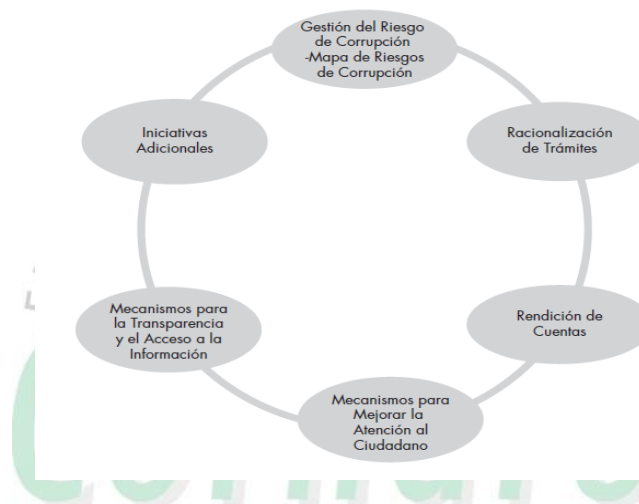 Gestión del Riesgo
de Corrupción
-Mapa de Riesgos
de Corrupción
Racionalización
de Trámites
Rendición de
Cuentas
Mecanismos para
Mejorar la
Atención al
Ciudadano
Mecanismos para
la Transparencia
y el Acceso a la
Información
Iniciativas
Adicionales